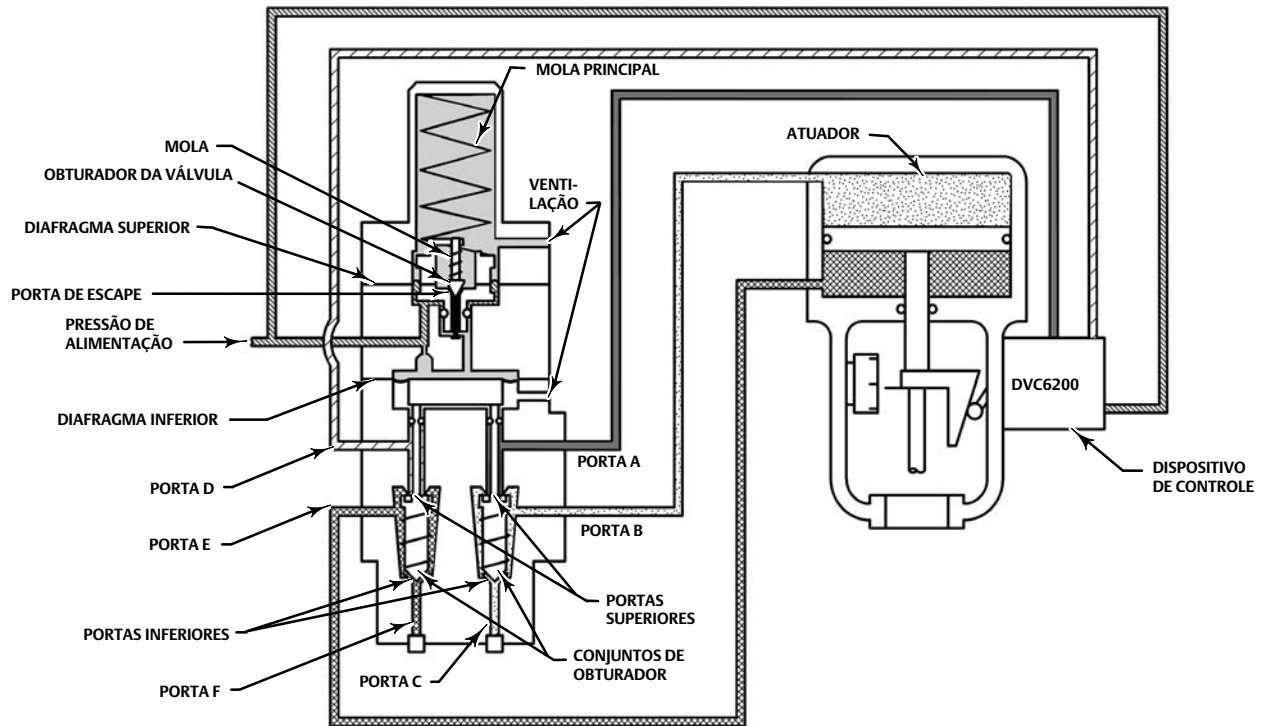 MOLA PRINCIPAL
MOLA
OBTURADOR DA VÁLVULA
DIAFRAGMA SUPERIOR
PORTA DE ESCAPE
PRESSÃO DE
ALIMENTAÇÃO
DIAFRAGMA INFERIOR
PORTA D
PORTA E
PORTAS INFERIORES
PORTA F
VENTI-
LAÇÃO
ATUADOR
DVC6200
DISPOSITIVO
DE CONTROLE
PORTA A
PORTA B
PORTAS
SUPERIORES
CONJUNTOS DE
OBTURADOR
PORTA C